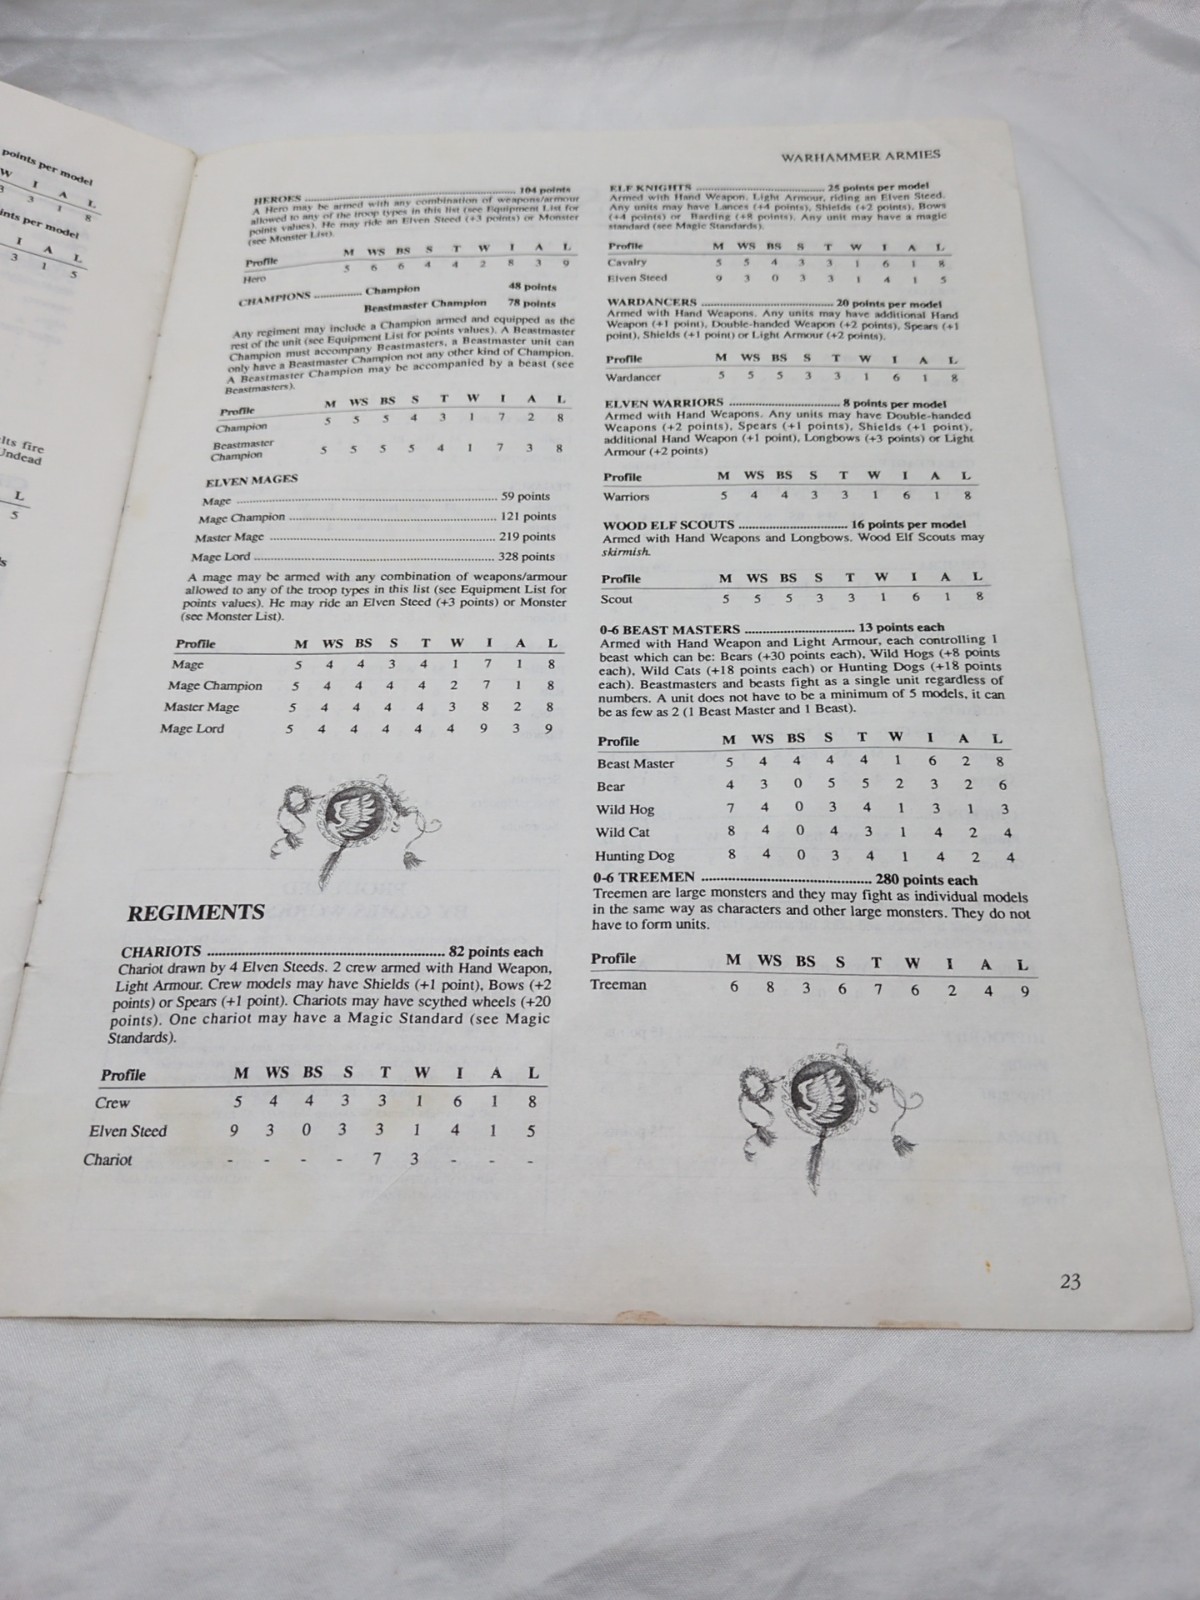 points per model
W I A L
3 3 1 8
ints per model
I A L
3 1 5
lts fire
Undead
L
5
WARHAMMER ARMIES
HEROES .......... 104 points
A Hero may be armed with any combination of weapons/armour
allowed to any of the troop types in this list (see Equipment List for
points values). He may ride an Elven Steed (+3 points) or Monster
(see Monster List).
Profile M WS BS S T W I A L
Hero 5 6 6 4 4 2 8 3 9
CHAMPIONS .......... Champion 48 points
Beastmaster Champion 78 points
Any regiment may include a Champion armed and equipped as the
rest of the unit (see Equipment List for points values). A Beastmaster
Champion must accompany Beastmasters, a Beastmaster unit can
only have a Beastmaster Champion not any other kind of Champion.
A Beastmaster Champion may be accompanied by a beast (see
Beastmasters).
Profile M WS BS S T W I A L
Champion 5 5 5 4 3 1 7 2 8
Beastmaster
Champion 5 5 5 5 4 1 7 3 8
ELVEN MAGES
Mage .......... 59 points
Mage Champion .......... 121 points
Master Mage .......... 219 points
Mage Lord .......... 328 points
A mage may be armed with any combination of weapons/armour
allowed to any of the troop types in this list (see Equipment List for
points values). He may ride an Elven Steed (+3 points) or Monster
(see Monster List).
Profile M WS BS S T W I A L
Mage 5 4 4 3 4 1 7 1 8
Mage Champion 5 4 4 4 4 2 7 1 8
Master Mage 5 4 4 4 4 3 8 2 8
Mage Lord 5 4 4 4 4 4 9 3 9
REGIMENTS
CHARIOTS .......... 82 points each
Chariot drawn by 4 Elven Steeds. 2 crew armed with Hand Weapon,
Light Armour. Crew models may have Shields (+1 point), Bows (+2
points) or Spears (+1 point). Chariots may have scythed wheels (+20
points). One chariot may have a Magic Standard (see Magic
Standards).
Profile M WS BS S T W I A L
Crew 5 4 4 3 3 1 6 1 8
Elven Steed 9 3 0 3 3 1 4 1 5
Chariot - - - - 7 3 - - -
ELF KNIGHTS .......... 25 points per model
Armed with Hand Weapon, Light Armour, riding an Elven Steed.
Any units may have Lances (+4 points), Shields (+2 points), Bows
(+4 points) or Barding (+8 points). Any unit may have a magic
standard (see Magic Standards).
Profile M WS BS S T W I A L
Cavalry 5 5 4 3 3 1 6 1 8
Elven Steed 9 3 0 3 3 1 4 1 5
WARDANCERS .......... 20 points per model
Armed with Hand Weapons. Any units may have additional Hand
Weapon (+1 point), Double-handed Weapon (+2 points), Spears (+1
point), Shields (+1 point) or Light Armour (+2 points).
Profile M WS BS S T W I A L
Wardancer 5 5 5 3 3 1 6 1 8
ELVEN WARRIORS .......... 8 points per model
Armed with Hand Weapons. Any units may have Double-handed
Weapons (+2 points), Spears (+1 points), Shields (+1 point),
additional Hand Weapon (+1 point), Longbows (+3 points) or Light
Armour (+2 points)
Profile M WS BS S T W I A L
Warriors 5 4 4 3 3 1 6 1 8
WOOD ELF SCOUTS .......... 16 points per model
Armed with Hand Weapons and Longbows. Wood Elf Scouts may
skirmish.
Profile M WS BS S T W I A L
Scout 5 5 5 3 3 1 6 1 8
0-6 BEAST MASTERS .......... 13 points each
Armed with Hand Weapon and Light Armour, each controlling 1
beast which can be: Bears (+30 points each), Wild Hogs (+8 points
each), Wild Cats (+18 points each) or Hunting Dogs (+18 points
each). Beastmasters and beasts fight as a single unit regardless of
numbers. A unit does not have to be a minimum of 5 models, it can
be as few as 2 (1 Beast Master and 1 Beast).
Profile M WS BS S T W I A L
Beast Master 5 4 4 4 4 1 6 2 8
Bear 4 3 0 5 5 2 3 2 6
Wild Hog 7 4 0 3 4 1 3 1 3
Wild Cat 8 4 0 4 3 1 4 2 4
Hunting Dog 8 4 0 3 4 1 4 2 4
0-6 TREEMEN .......... 280 points each
Treemen are large monsters and they may fight as individual models
in the same way as characters and other large monsters. They do not
have to form units.
Profile M WS BS S T W I A L
Treeman 6 8 3 6 7 6 2 4 9
23